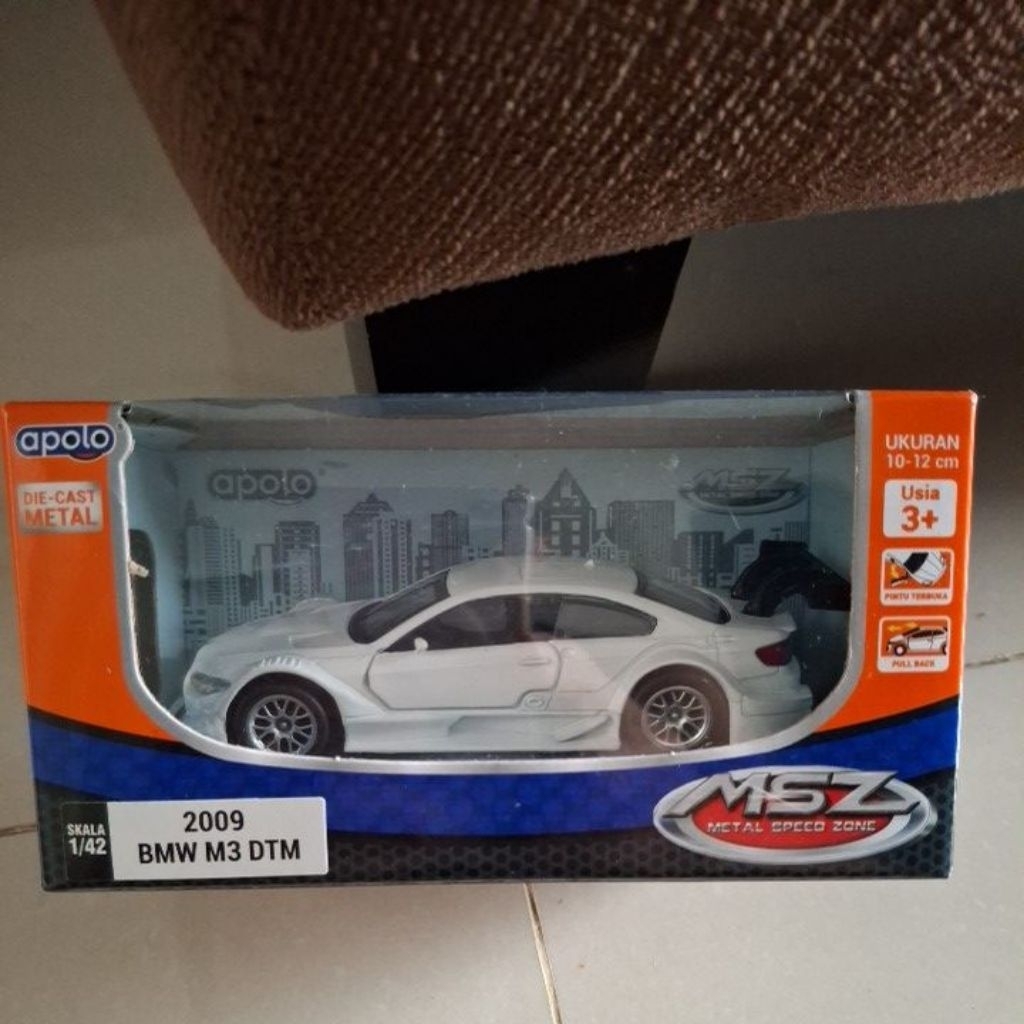 apolo
DIE-CAST
METAL
apolo
MSZ
UKURAN
10-12 cm
Usia
3+
PINTU TERBUKA
PULL BACK
SKALA
1/42
2009
BMW M3 DTM
MSZ
METAL SPEED ZONE